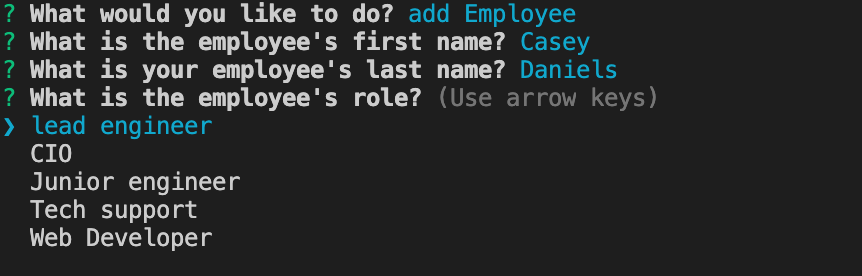 ? What would you like to do? add Employee
? What is the employee's first name? Casey
? What is your employee's last name? Daniels
? What is the employee's role? (Use arrow keys)
❯ lead engineer
CIO
Junior engineer
Tech support
Web Developer